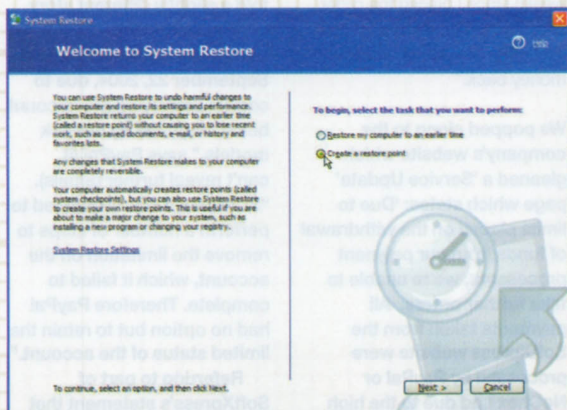 System Restore
Welcome to System Restore
Help
You can use System Restore to undo harmful changes to
your computer and restore its settings and performance.
System Restore returns your computer to an earlier time
(called a restore point) without causing you to lose recent
work, such as saved documents, e-mail, or history and
favorites lists.
Any changes that System Restore makes to your computer
are completely reversible.
Your computer automatically creates restore points (called
system checkpoints), but you can also use System Restore
to create your own restore points. This is useful if you are
about to make a major change to your system, such as
installing a new program or changing your registry.
System Restore Settings
To begin, select the task that you want to perform:
Restore my computer to an earlier time
Create a restore point
To continue, select an option, and then click Next.
Next >
Cancel